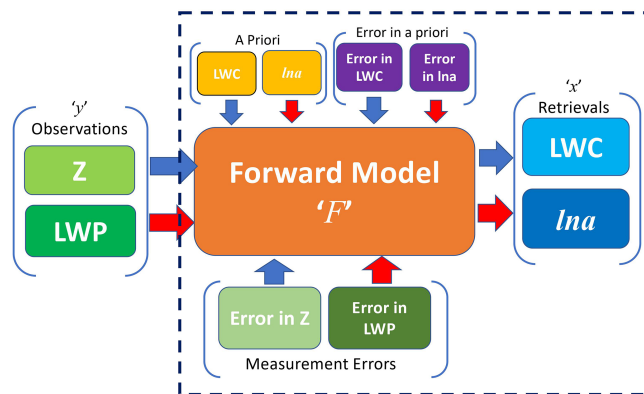 A Priori
LWC
lna
Error in a priori
Error in
LWC
Error
in lna
'y'
Observations
Z
LWP
Forward Model
'F'
'x'
Retrievals
LWC
lna
Error in Z
Error in
LWP
Measurement Errors